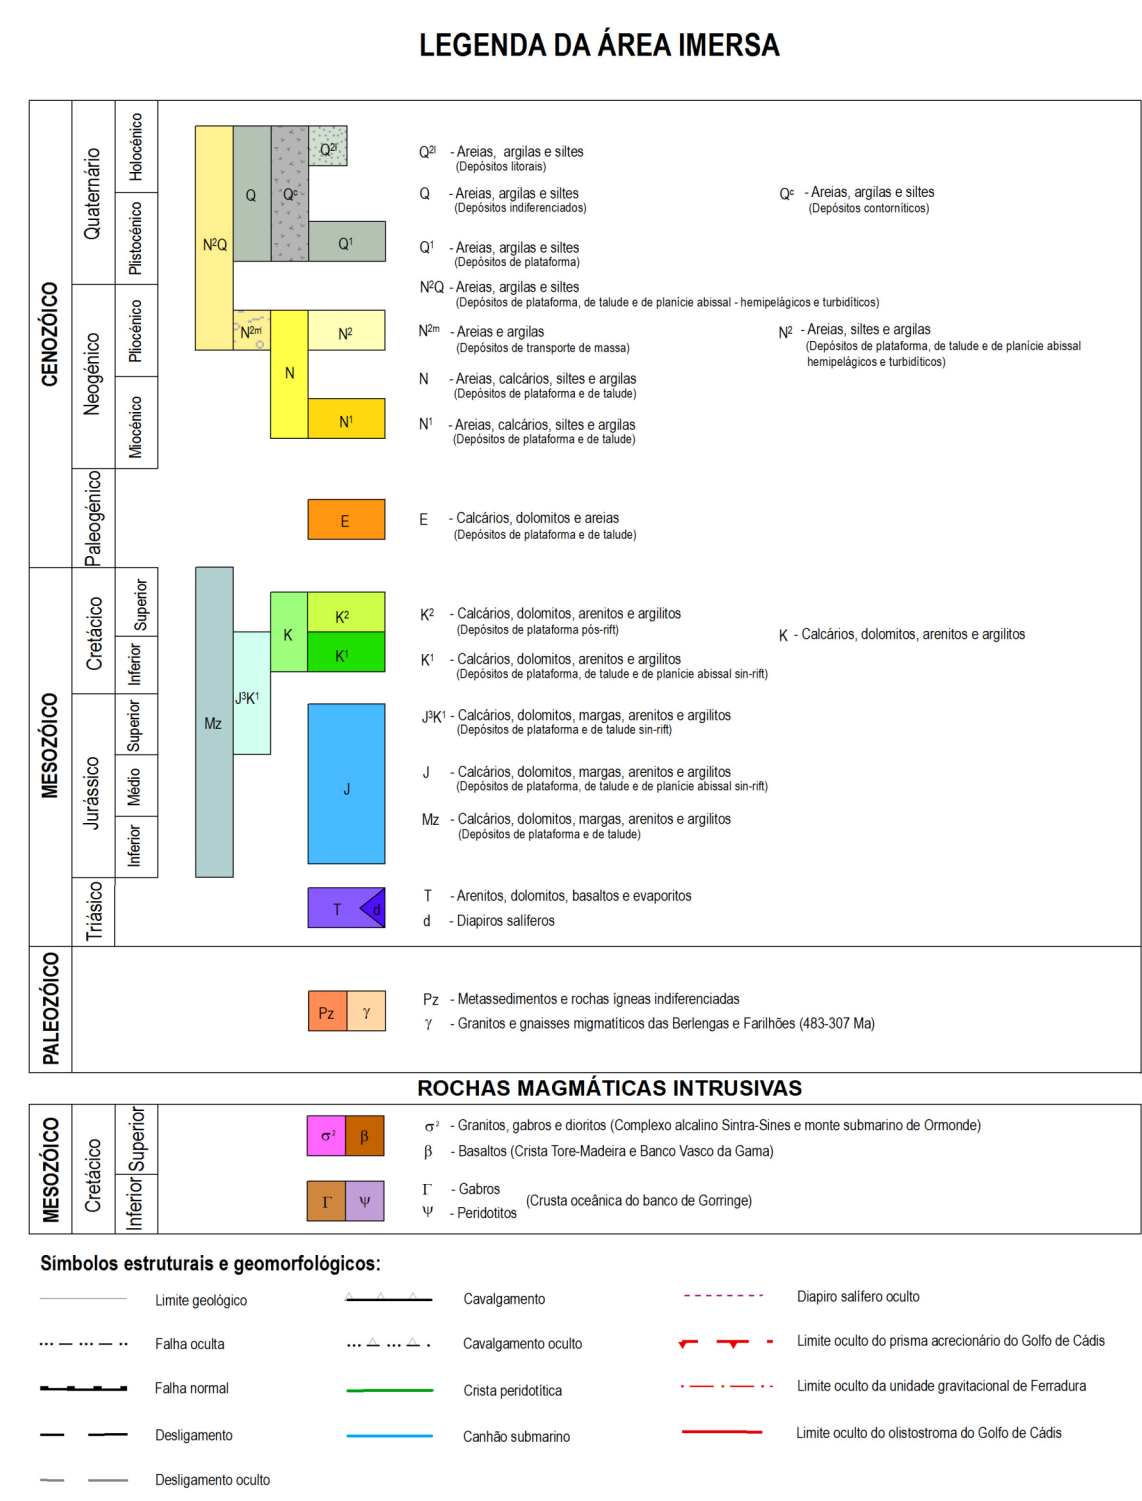 LEGENDA DA ÁREA IMERSA
CENOZÓICO
Quaternário
Holocénico
Plistocénico
Neogénico
Pliocénico
Miocénico
Paleogénico
N²Q
Q
Qᶜ
Q²ˡ
Q¹
N²ᵐ
N
N²
N¹
E
Q²ˡ - Areias, argilas e siltes
(Depósitos litorais)
Q - Areias, argilas e siltes
(Depósitos indiferenciados)
Qᶜ - Areias, argilas e siltes
(Depósitos contorníticos)
Q¹ - Areias, argilas e siltes
(Depósitos de plataforma)
N²Q - Areias, argilas e siltes
(Depósitos de plataforma, de talude e de planície abissal - hemipelágicos e turbidíticos)
N²ᵐ - Areias e argilas
(Depósitos de transporte de massa)
N² - Areias, siltes e argilas
(Depósitos de plataforma, de talude e de planície abissal
hemipelágicos e turbidíticos)
N - Areias, calcários, siltes e argilas
(Depósitos de plataforma e de talude)
N¹ - Areias, calcários, siltes e argilas
(Depósitos de plataforma e de talude)
E - Calcários, dolomitos e areias
(Depósitos de plataforma e de talude)
MESOZÓICO
Cretácico
Superior
Inferior
Jurássico
Superior
Médio
Inferior
Triásico
Mz
J³K¹
K
K²
K¹
J
T
d
K² - Calcários, dolomitos, arenitos e argilitos
(Depósitos de plataforma pós-rift)
K - Calcários, dolomitos, arenitos e argilitos
K¹ - Calcários, dolomitos, arenitos e argilitos
(Depósitos de plataforma, de talude e de planície abissal sin-rift)
J³K¹ - Calcários, dolomitos, margas, arenitos e argilitos
(Depósitos de plataforma e de talude sin-rift)
J - Calcários, dolomitos, margas, arenitos e argilitos
(Depósitos de plataforma, de talude e de planície abissal sin-rift)
Mz - Calcários, dolomitos, margas, arenitos e argilitos
(Depósitos de plataforma e de talude)
T - Arenitos, dolomitos, basaltos e evaporitos
d - Diapiros salíferos
PALEOZÓICO
Pz
γ
Pz - Metassedimentos e rochas ígneas indiferenciadas
γ - Granitos e gnaisses migmatíticos das Berlengas e Farilhões (483-307 Ma)
ROCHAS MAGMÁTICAS INTRUSIVAS
MESOZÓICO
Cretácico
Superior
Inferior
σ²
β
Γ
Ψ
σ² - Granitos, gabros e dioritos (Complexo alcalino Sintra-Sines e monte submarino de Ormonde)
β - Basaltos (Crista Tore-Madeira e Banco Vasco da Gama)
Γ - Gabros
Ψ - Peridotitos
(Crusta oceânica do banco de Gorringe)
Símbolos estruturais e geomorfológicos:
Limite geológico
Falha oculta
Falha normal
Desligamento
Desligamento oculto
Cavalgamento
Cavalgamento oculto
Crista peridotítica
Canhão submarino
Diapiro salífero oculto
Limite oculto do prisma acrecionário do Golfo de Cádis
Limite oculto da unidade gravitacional de Ferradura
Limite oculto do olistostroma do Golfo de Cádis